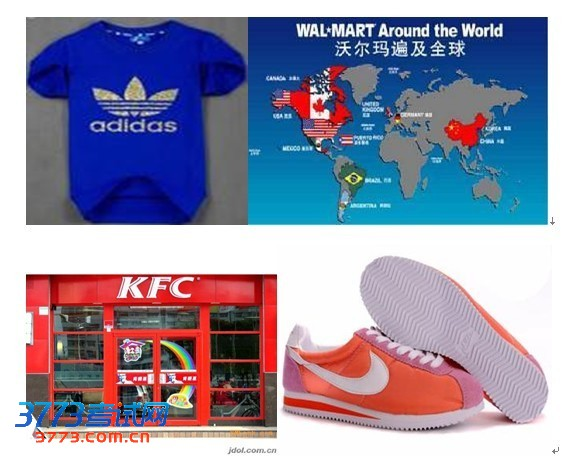 WAL★MART Around the World
沃尔玛遍及全球
adidas
CANADA
UNITED
KINGDOM
GERMANY
USA
KOREA
PUERTO RICO
CHINA
MEXICO
BRAZIL
ARGENTINA
KFC
3773考试网
3773.com.cn
jdol.com.cn